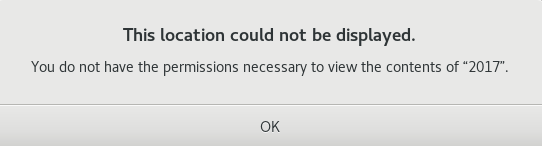 This location could not be displayed.
You do not have the permissions necessary to view the contents of “2017”.
OK